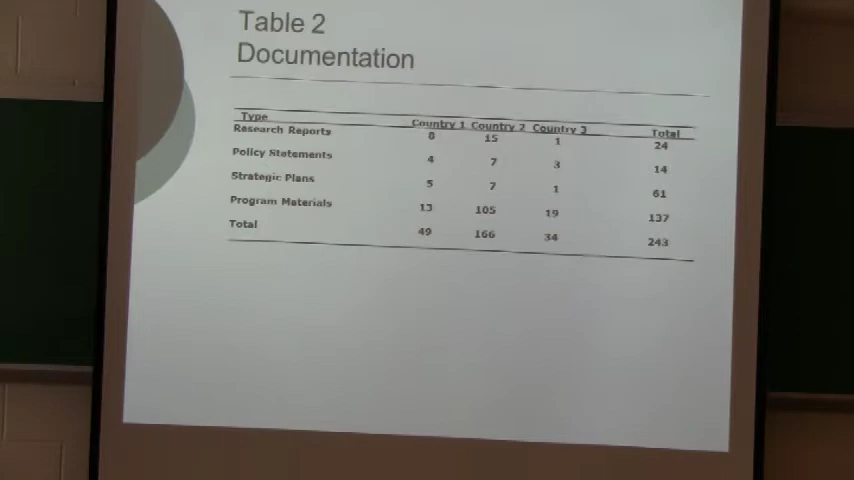 Table 2
Documentation
Type Country 1 Country 2 Country 3 Total
Research Reports 8 15 1 24
Policy Statements 4 7 3 14
Strategic Plans 5 7 1 61
Program Materials 13 105 19 137
Total 49 166 34 243